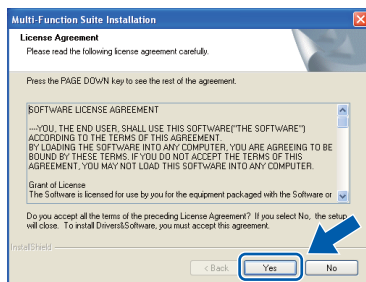 Multi-Function Suite Installation
License Agreement
Please read the following license agreement carefully.
Press the PAGE DOWN key to see the rest of the agreement.
SOFTWARE LICENSE AGREEMENT
----YOU, THE END USER, SHALL USE THIS SOFTWARE("THE SOFTWARE")
ACCORDING TO THE TERMS OF THIS AGREEMENT.
BY LOADING THE SOFTWARE INTO ANY COMPUTER, YOU ARE AGREEING TO BE
BOUND BY THESE TERMS. IF YOU DO NOT ACCEPT THE TERMS OF THIS
AGREEMENT, YOU MAY NOT LOAD THIS SOFTWARE INTO ANY COMPUTER.
Grant of License
The Software is licensed for use by you for the equipment packaged with the Software or
Do you accept all the terms of the preceding License Agreement? If you select No, the setup
will close. To install Drivers&Software, you must accept this agreement.
InstallShield
< Back
Yes
No